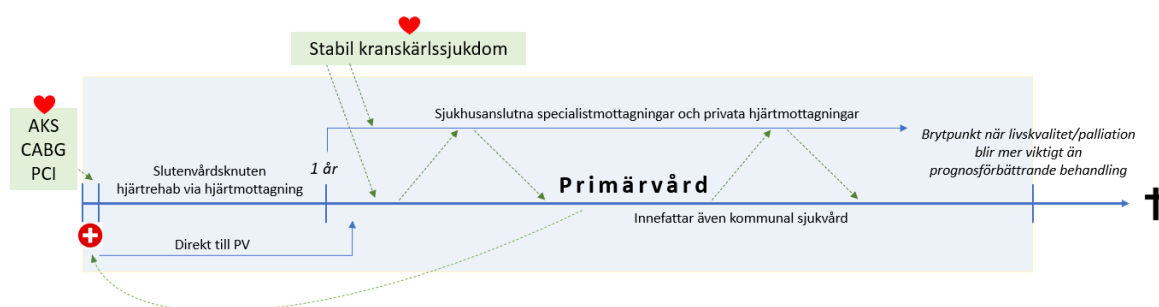 Stabil kranskärlssjukdom
AKS
CABG
PCI
Sjukhusanslutna specialistmottagningar och privata hjärtmottagningar
Slutenvårdsknuten
hjärtrehab via hjärtmottagning
1 år
Brytpunkt när livskvalitet/palliation
blir mer viktigt än
prognosförbättrande behandling
Primärvård
Innefattar även kommunal sjukvård
Direkt till PV